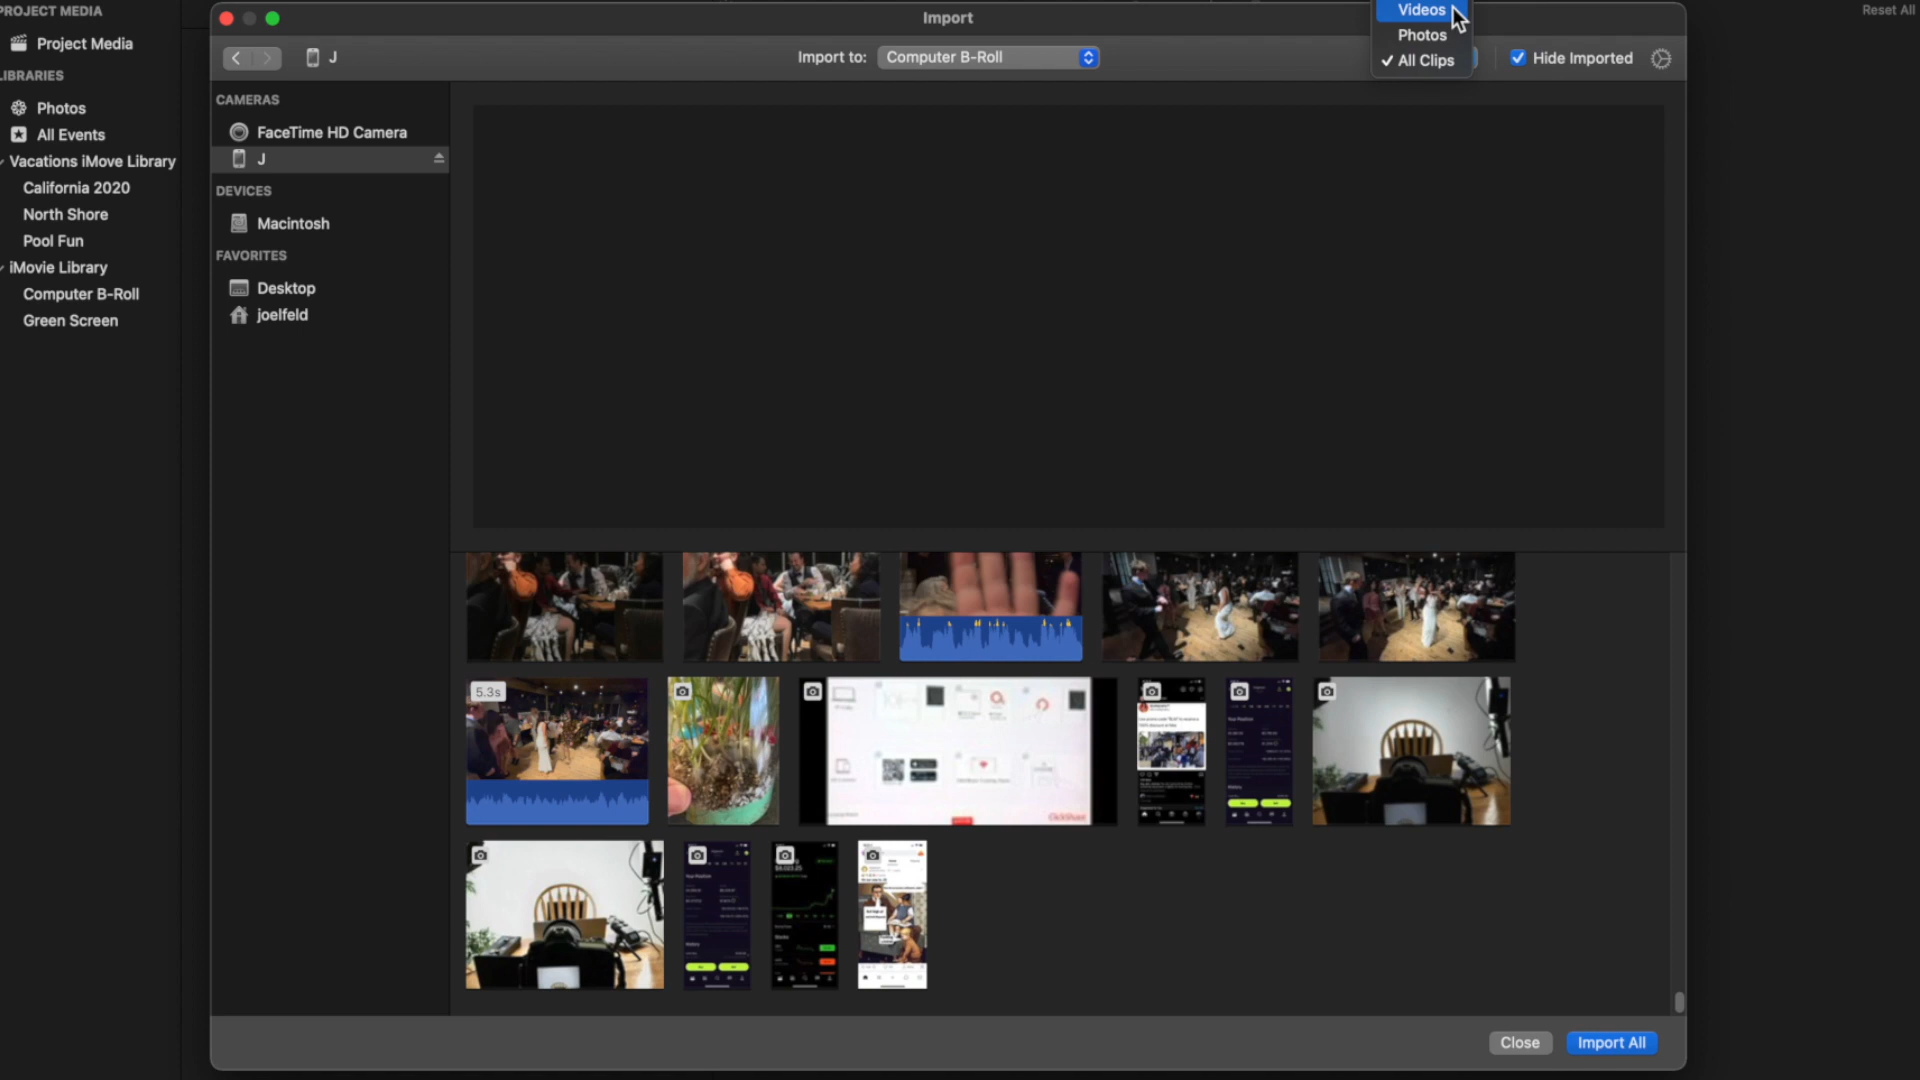 PROJECT MEDIA
Project Media
LIBRARIES
Photos
All Events
Vacations iMove Library
California 2020
North Shore
Pool Fun
iMovie Library
Computer B-Roll
Green Screen
Import
J
Import to: Computer B-Roll
Videos
Photos
✓ All Clips
Hide Imported
Reset All
CAMERAS
FaceTime HD Camera
J
DEVICES
Macintosh
FAVORITES
Desktop
joelfeld
5.3s
Close
Import All